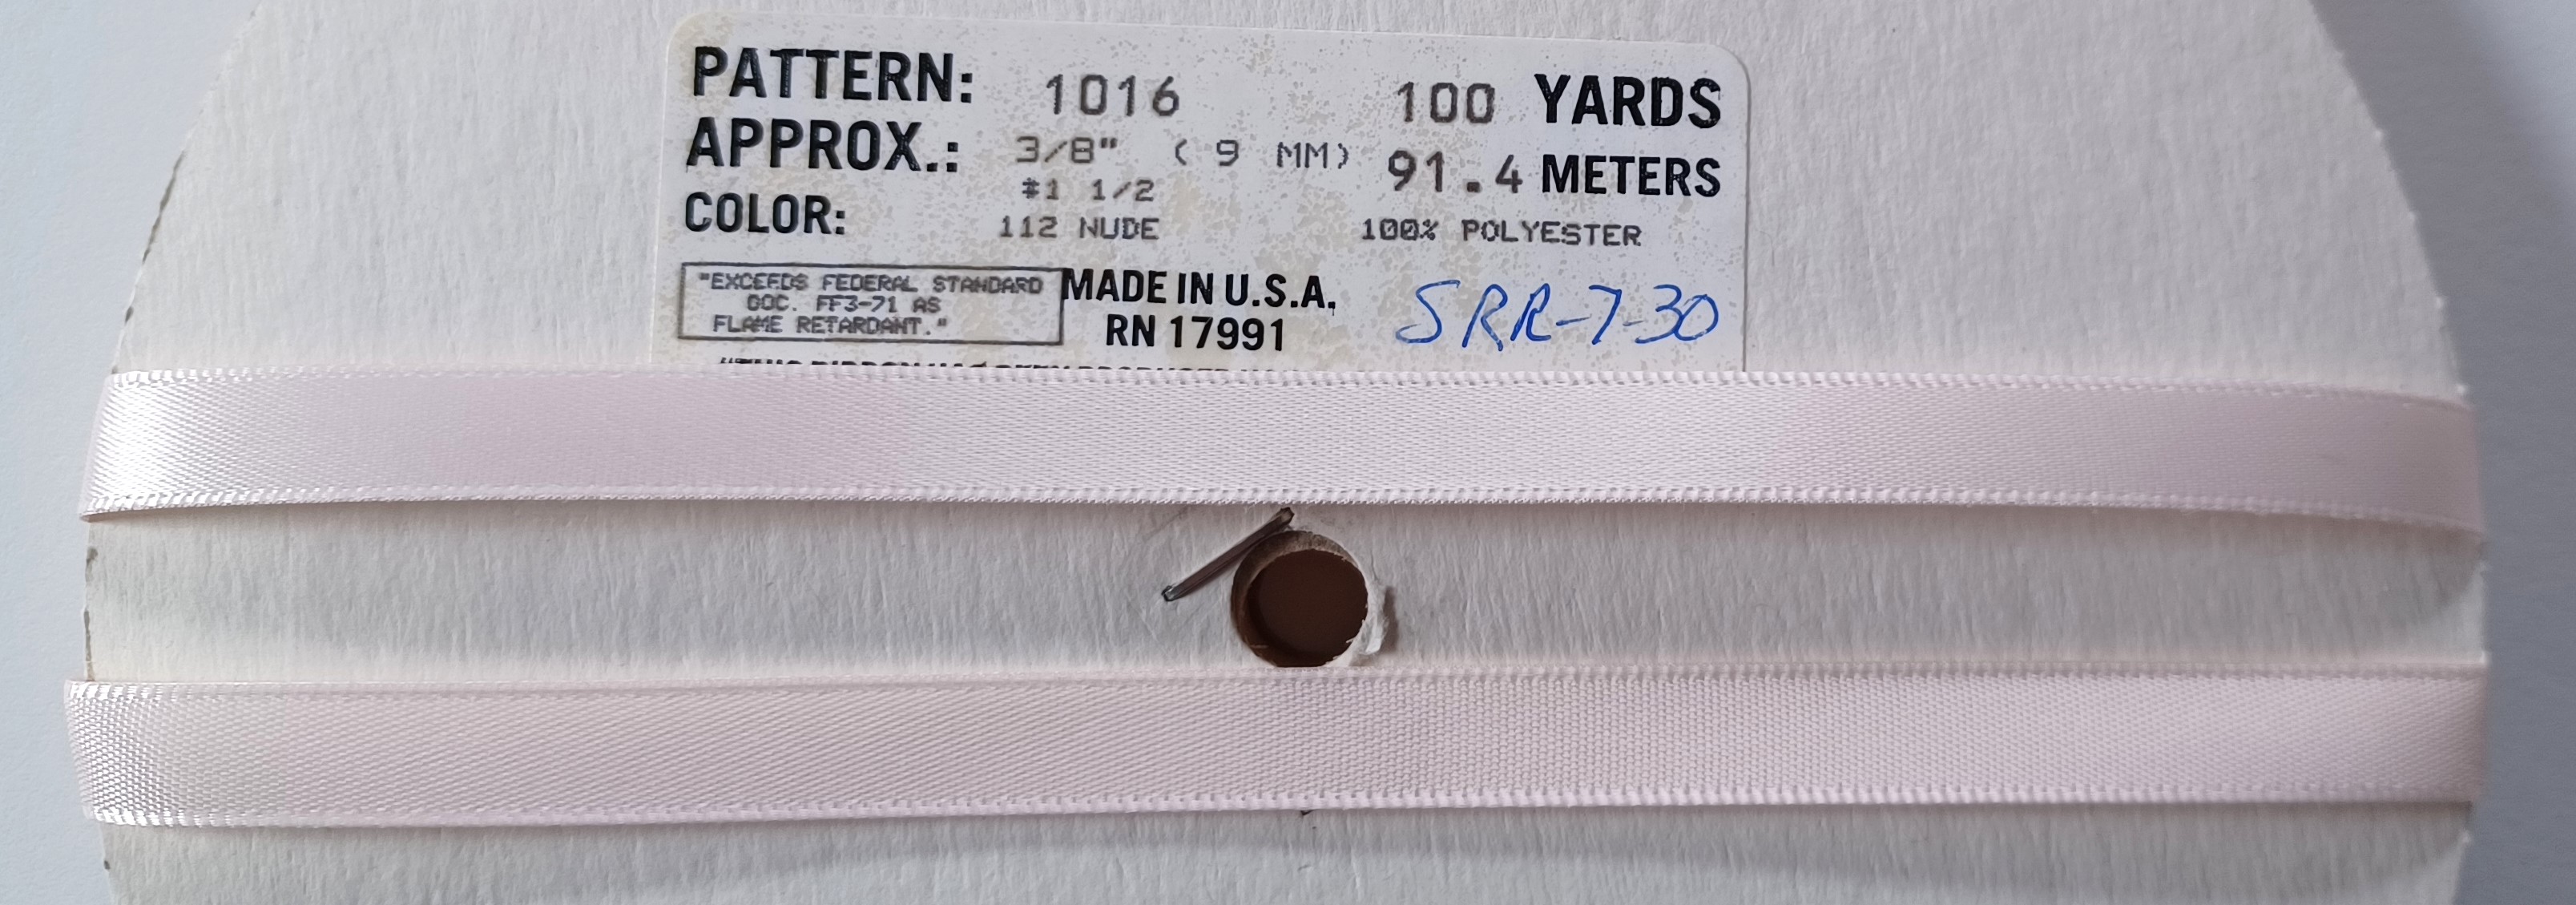 PATTERN: 1016 100 YARDS
APPROX.: 3/8" ( 9 MM) 91.4 METERS
#1 1/2
COLOR: 112 NUDE 100% POLYESTER
"EXCEEDS FEDERAL STANDARD
DOC. FF3-71 AS
FLAME RETARDANT."
MADE IN U.S.A.
RN 17991
SRR-7-30